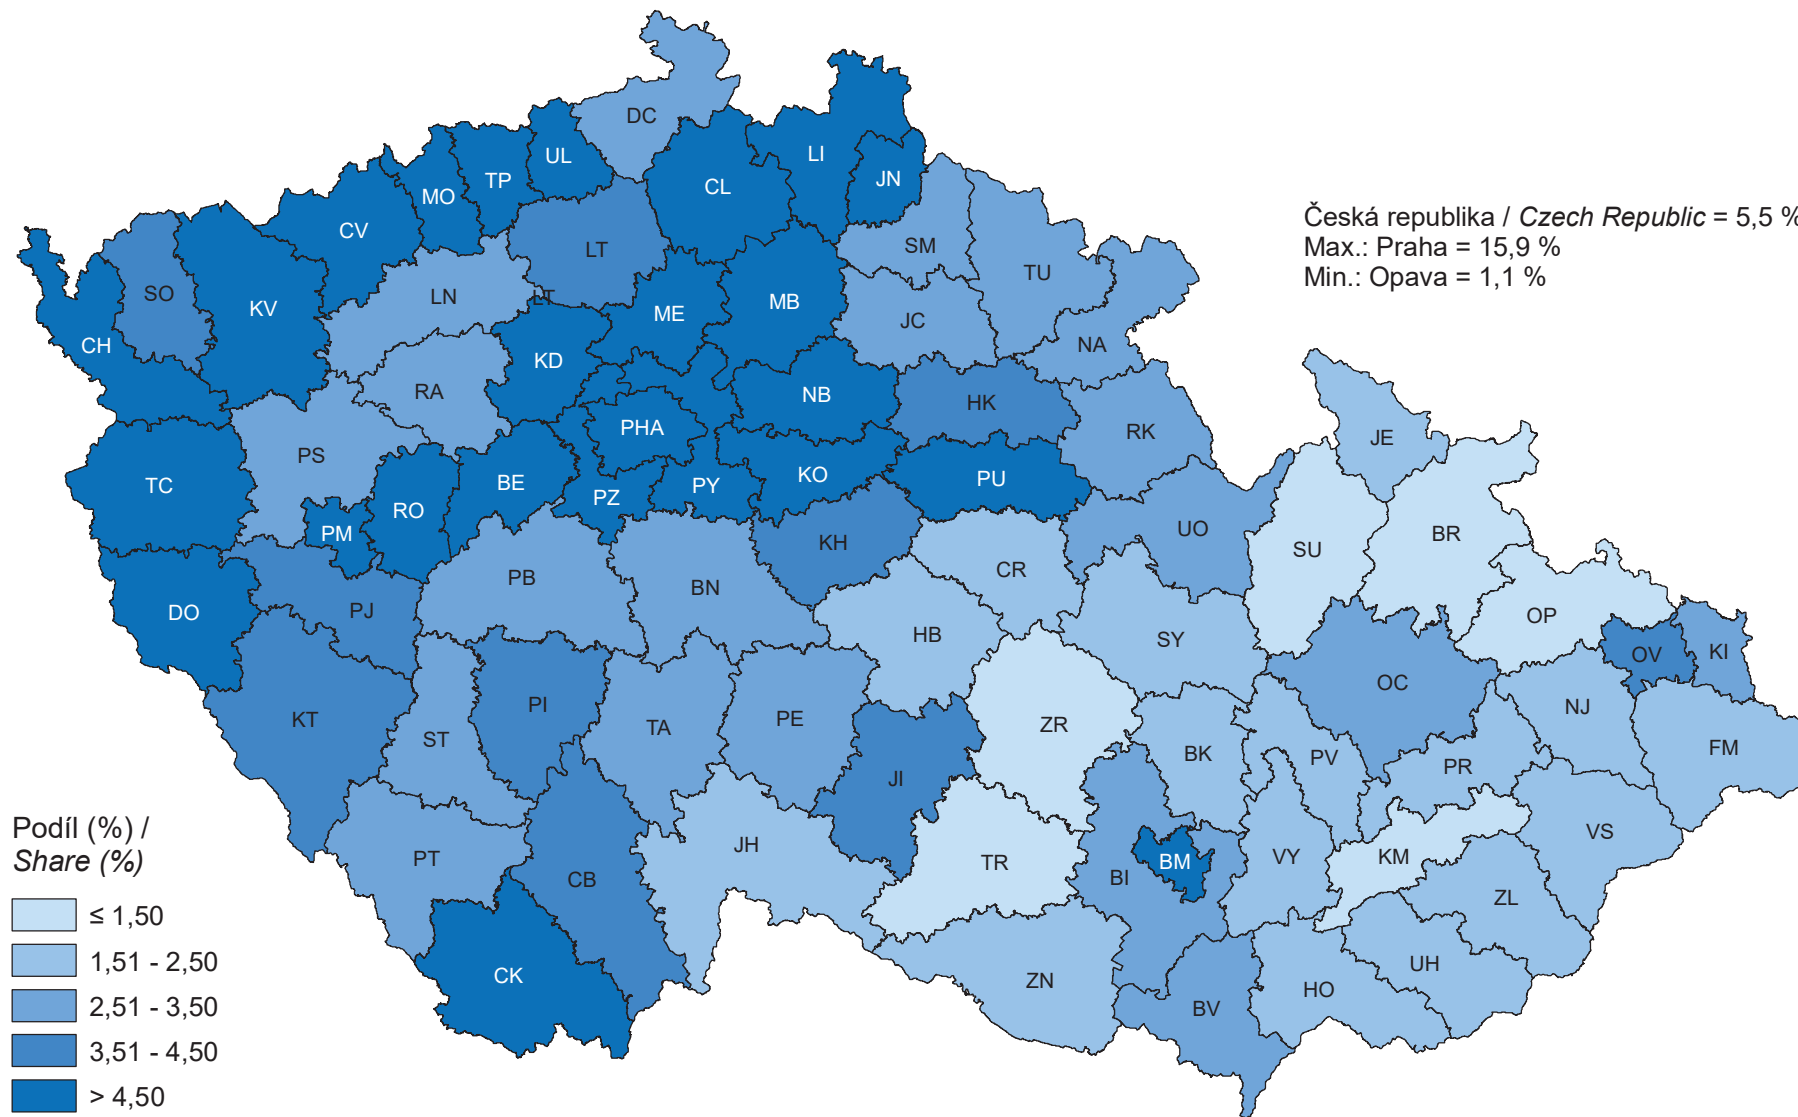 DC
UL
LI
TP
JN
MO
CL
CV
Česká republika / Czech Republic = 5,5 %
Max.: Praha = 15,9 %
Min.: Opava = 1,1 %
LT
SM
TU
SO
LN
LT
KV
ME
MB
JC
CH
NA
KD
RA
NB
HK
PHA
RK
JE
PS
TC
BE
PZ
PY
KO
PU
RO
PM
UO
BR
SU
KH
CR
PB
BN
DO
PJ
HB
OP
SY
OV
KI
OC
KT
PI
ST
TA
PE
ZR
NJ
FM
BK
PV
PR
JI
Podíl (%) /
Share (%)
VS
PT
JH
CB
TR
BI
BM
VY
KM
ZL
≤ 1,50
1,51 - 2,50
CK
ZN
UH
HO
BV
2,51 - 3,50
3,51 - 4,50
> 4,50